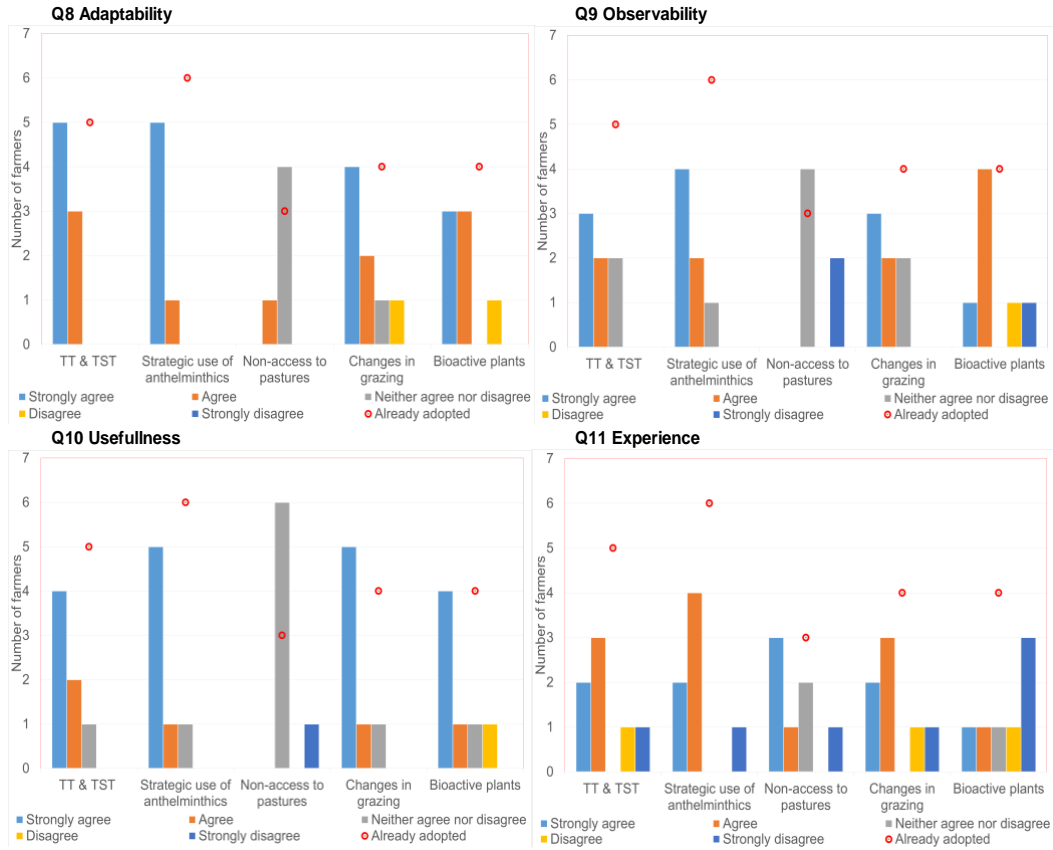 Q8 Adaptability
7
6
5
4
3
2
1
0
Number of farmers
TT & TST
Strategic use of
anthelminthics
Non-access to
pastures
Changes in
grazing
Bioactive plants
Strongly agree
Agree
Neither agree nor disagree
Disagree
Strongly disagree
Already adopted
Q9 Observability
7
6
5
4
3
2
1
0
Number of farmers
TT & TST
Strategic use of
anthelminthics
Non-access to
pastures
Changes in
grazing
Bioactive plants
Strongly agree
Agree
Neither agree nor disagree
Disagree
Strongly disagree
Already adopted
Q10 Usefullness
7
6
5
4
3
2
1
0
Number of farmers
TT & TST
Strategic use of
anthelminthics
Non-access to
pastures
Changes in
grazing
Bioactive plants
Strongly agree
Agree
Neither agree nor disagree
Disagree
Strongly disagree
Already adopted
Q11 Experience
7
6
5
4
3
2
1
0
Number of farmers
TT & TST
Strategic use of
anthelminthics
Non-access to
pastures
Changes in
grazing
Bioactive plants
Strongly agree
Agree
Neither agree nor disagree
Disagree
Strongly disagree
Already adopted